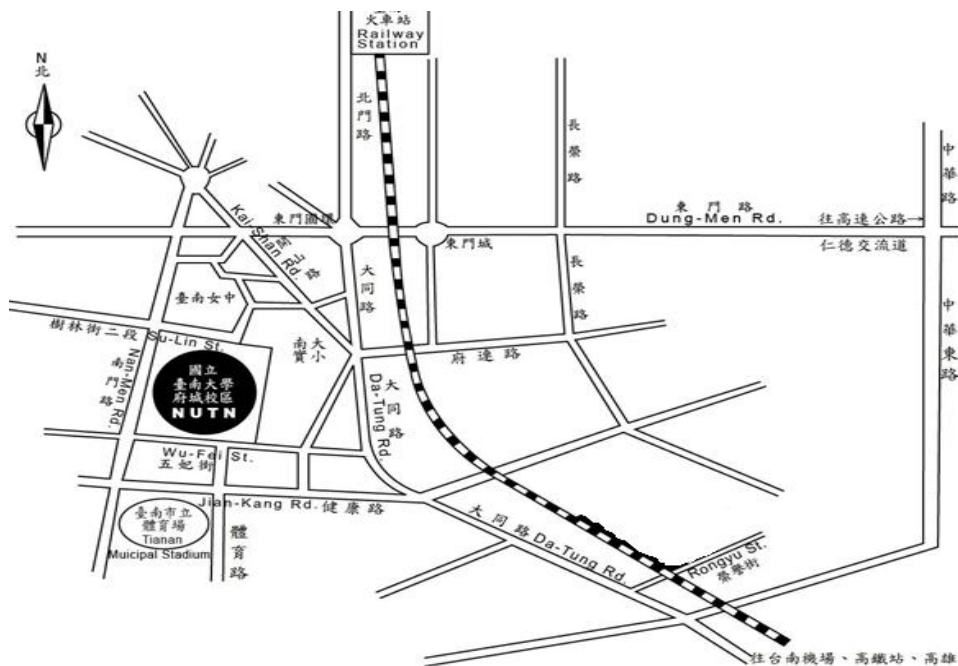 火車站
Railway
Station
N
北
北門路
長榮路
中華路
東門路
Dung-Men Rd.
往高速公路→
仁德交流道
東門圓環
東門城
Kai-Shan Rd.
開山路
大同路
長榮路
中華東路
臺南女中
樹林街二段 Su-Lin St.
南大
實小
府連路
Nan-Men Rd.
南門路
國立
臺南大學
府城校區
NUTN
大同路
Da-Tung Rd.
Wu-Fei St.
五妃街
Jian-Kang Rd. 健康路
臺南市立
體育場
Tianan
Muicipal Stadium
體育路
大同路 Da-Tung Rd.
Rongyu St.
榮譽街
往台南機場、高鐵站、高雄